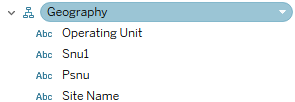 Geography
Abc Operating Unit
Abc Snu1
Abc Psnu
Abc Site Name